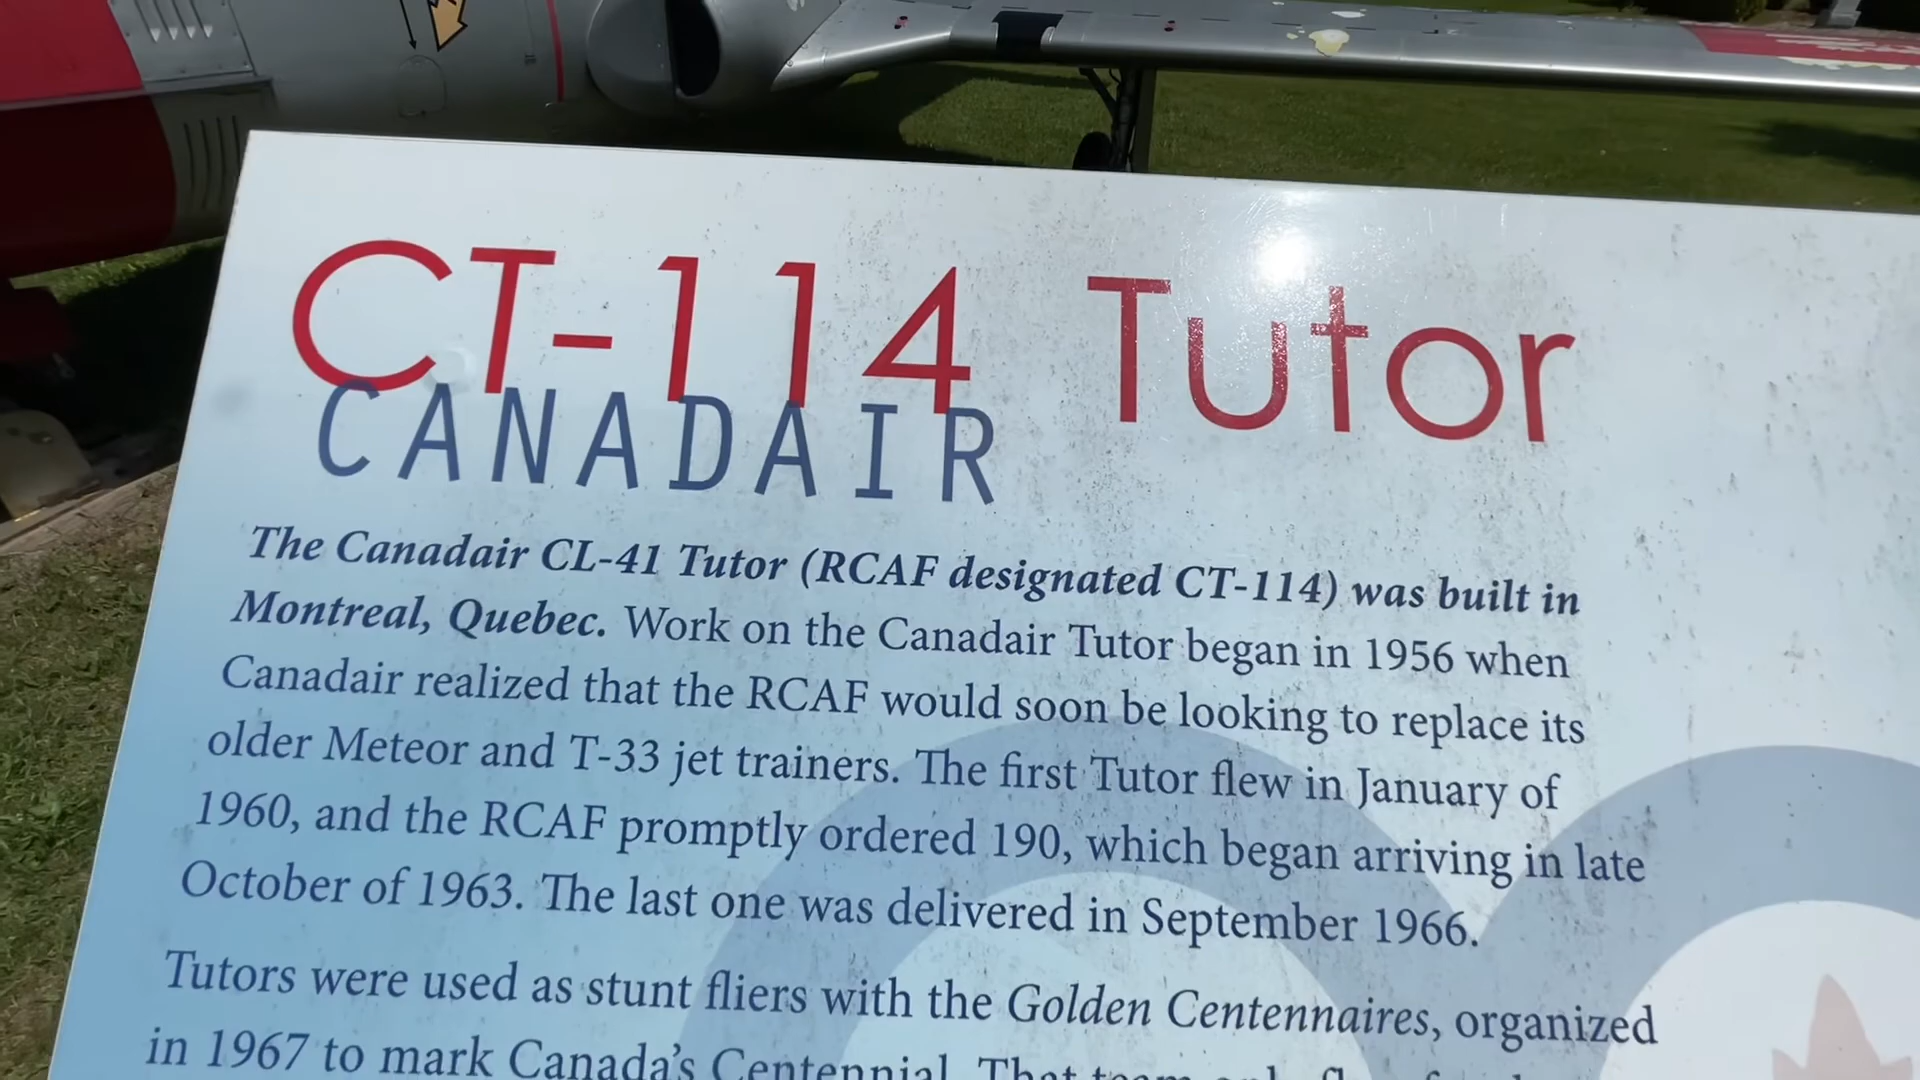 CT-114 Tutor
CANADAIR
The Canadair CL-41 Tutor (RCAF designated CT-114) was built in
Montreal, Quebec. Work on the Canadair Tutor began in 1956 when
Canadair realized that the RCAF would soon be looking to replace its
older Meteor and T-33 jet trainers. The first Tutor flew in January of
1960, and the RCAF promptly ordered 190, which began arriving in late
October of 1963. The last one was delivered in September 1966.
Tutors were used as stunt fliers with the Golden Centennaires, organized
in 1967 to mark Canada's Centennial. That team